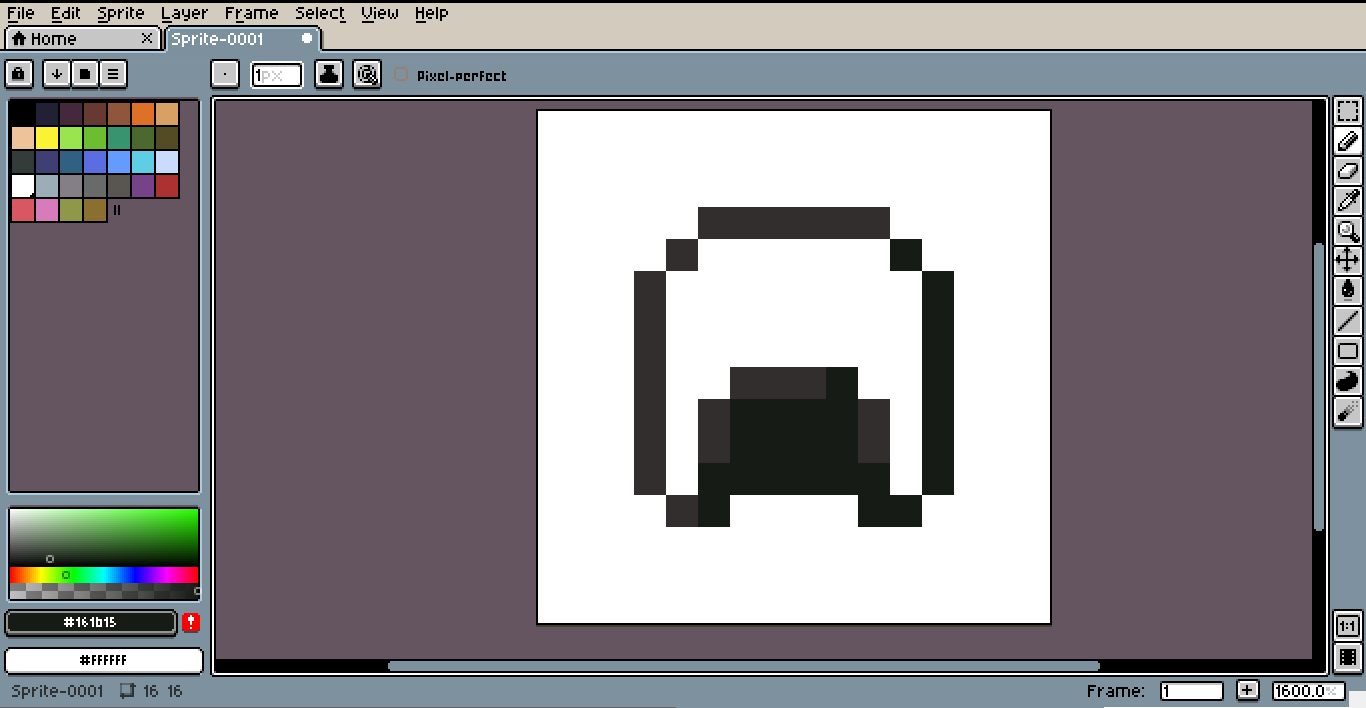 File Edit Sprite Layer Frame Select View Help
Home Sprite-0001
1px Pixel-perfect
#161b15
#FFFFFF
1:1
Sprite-0001 16 16 Frame: 1 1600.0%